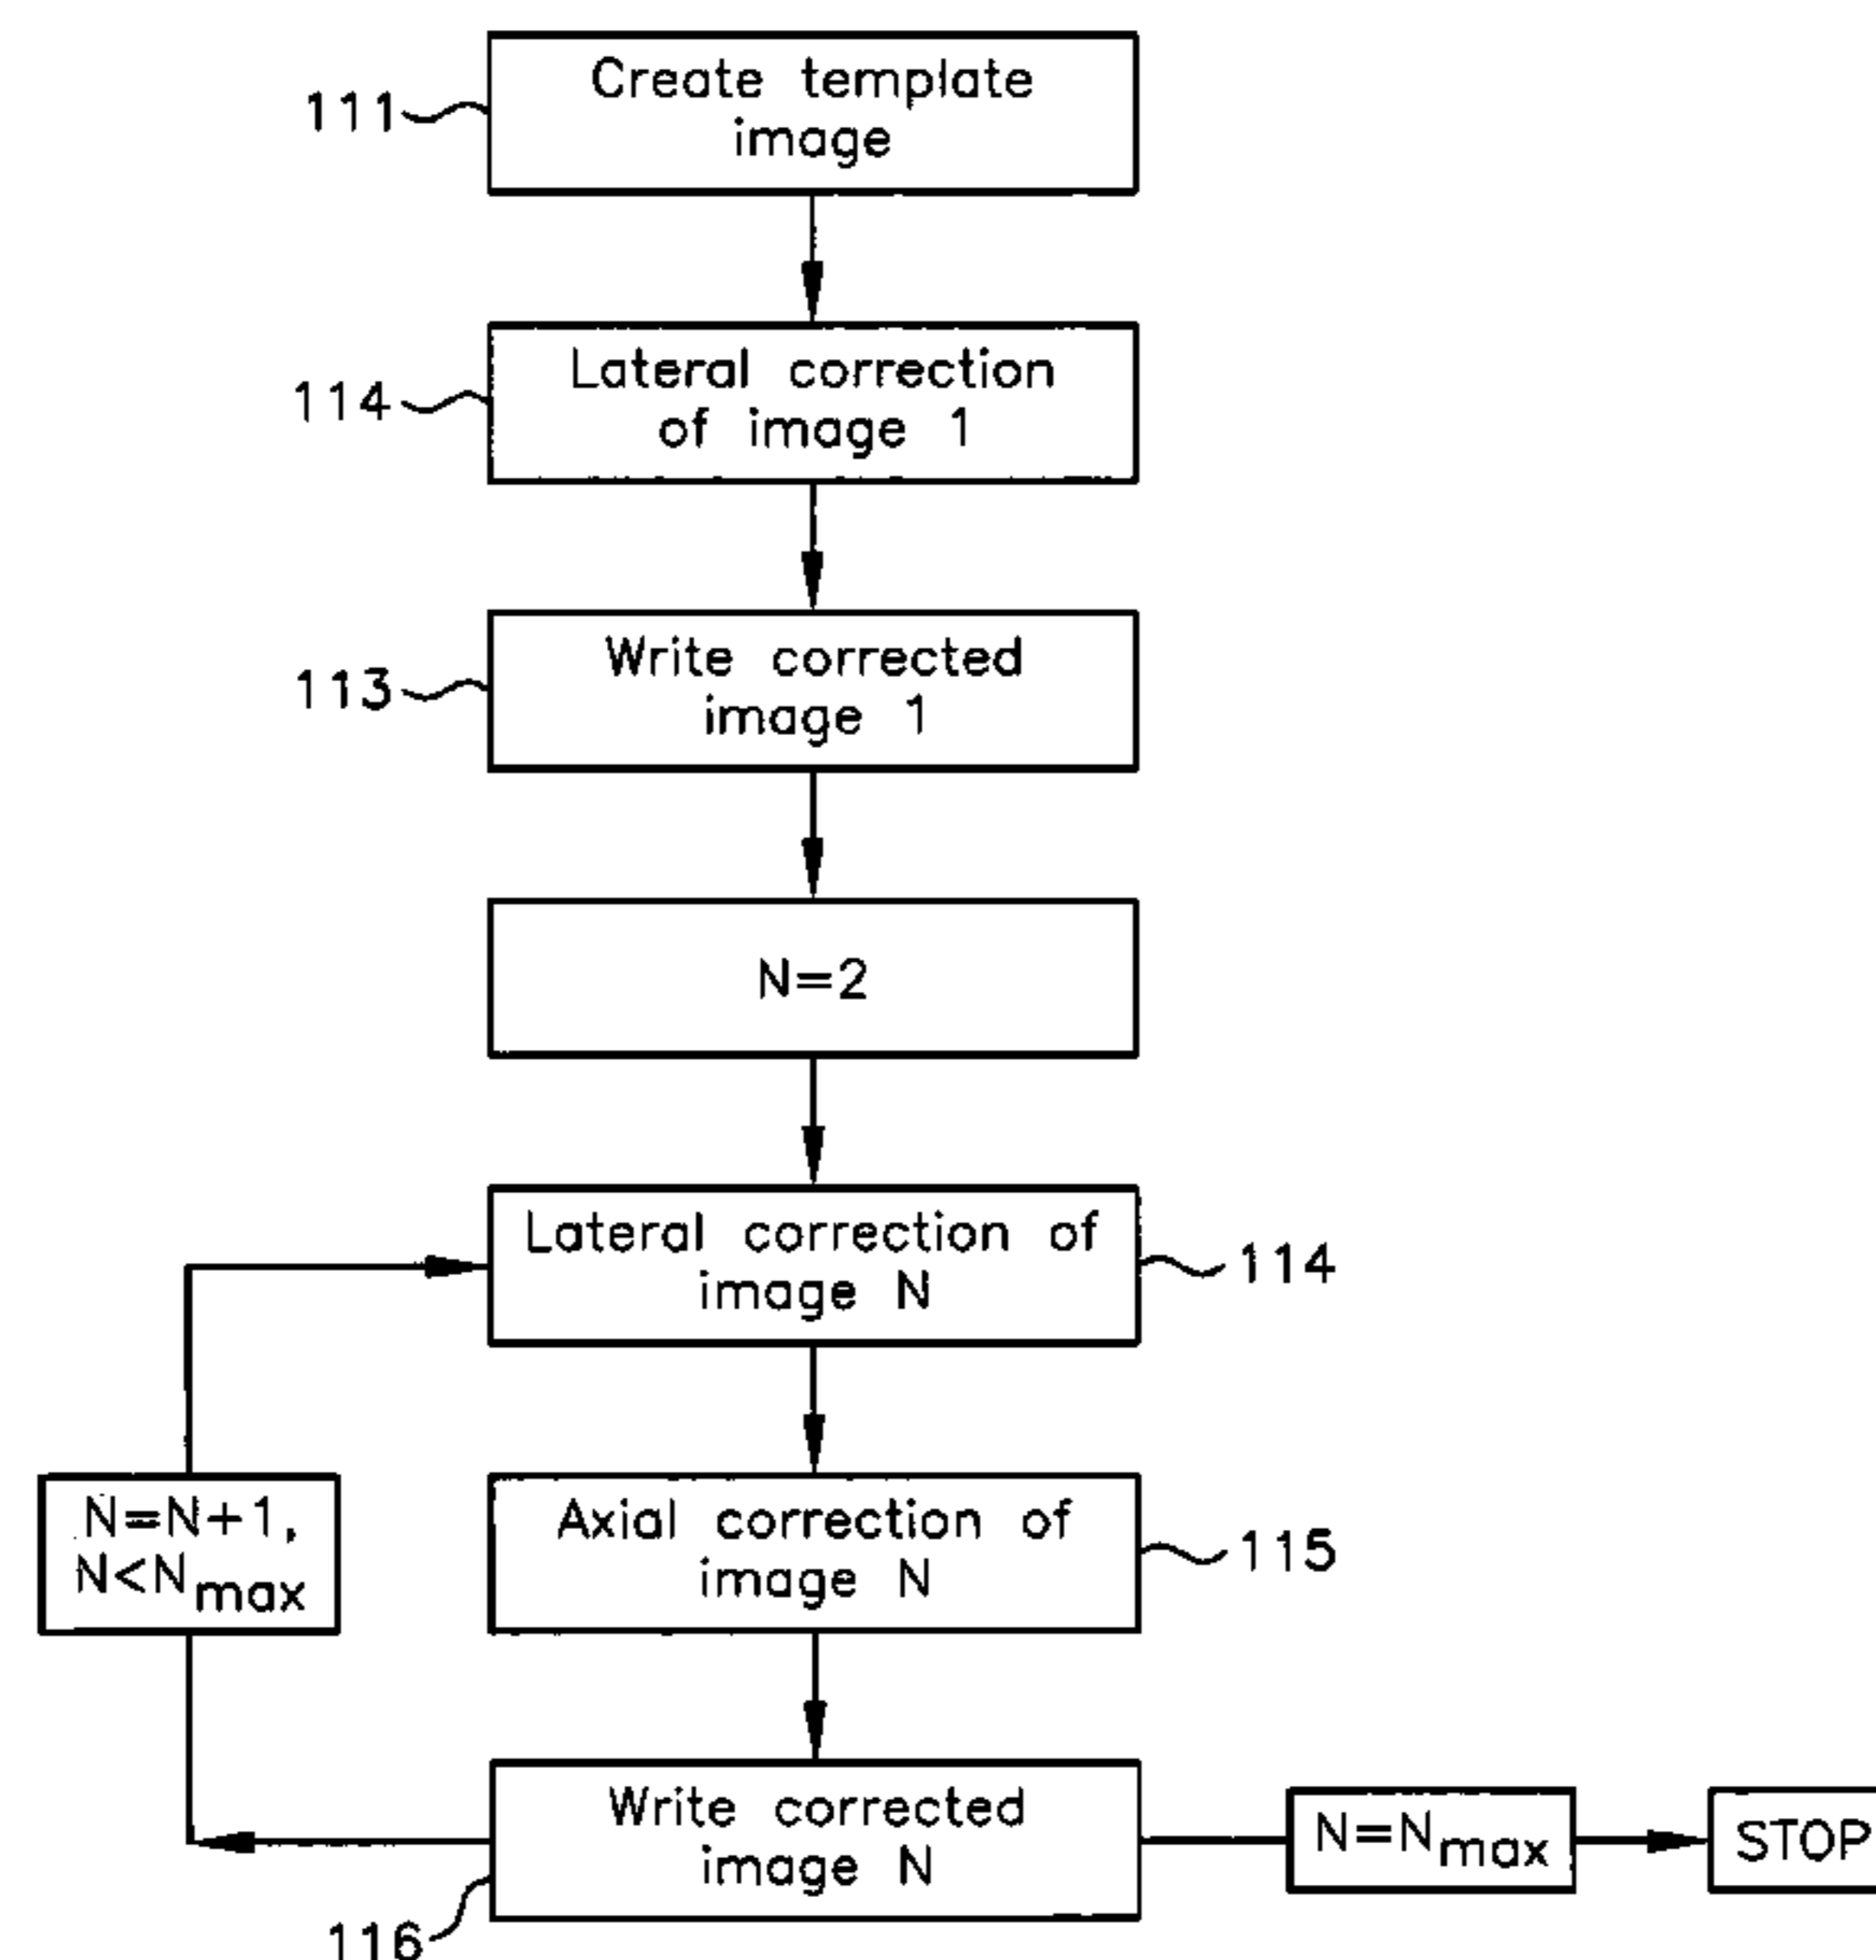 Create template
image
111
Lateral correction
of image 1
114
Write corrected
image 1
113
N=2
Lateral correction of
image N
114
N=N+1,
N<Nmax
Axial correction of
image N
115
Write corrected
image N
116
N=Nmax
STOP